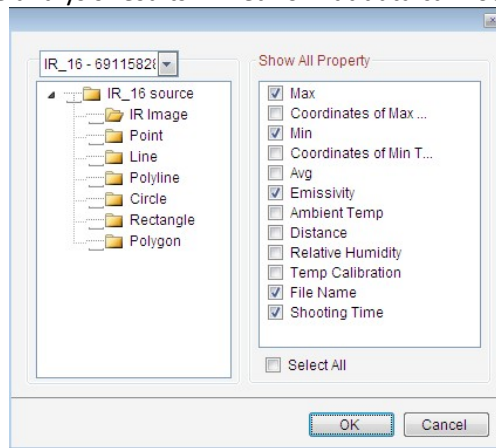 IR_16 - 6911582
IR_16 source
IR Image
Point
Line
Polyline
Circle
Rectangle
Polygon
Show All Property
Max
Coordinates of Max ...
Min
Coordinates of Min T...
Avg
Emissivity
Ambient Temp
Distance
Relative Humidity
Temp Calibration
File Name
Shooting Time
Select All
OK
Cancel